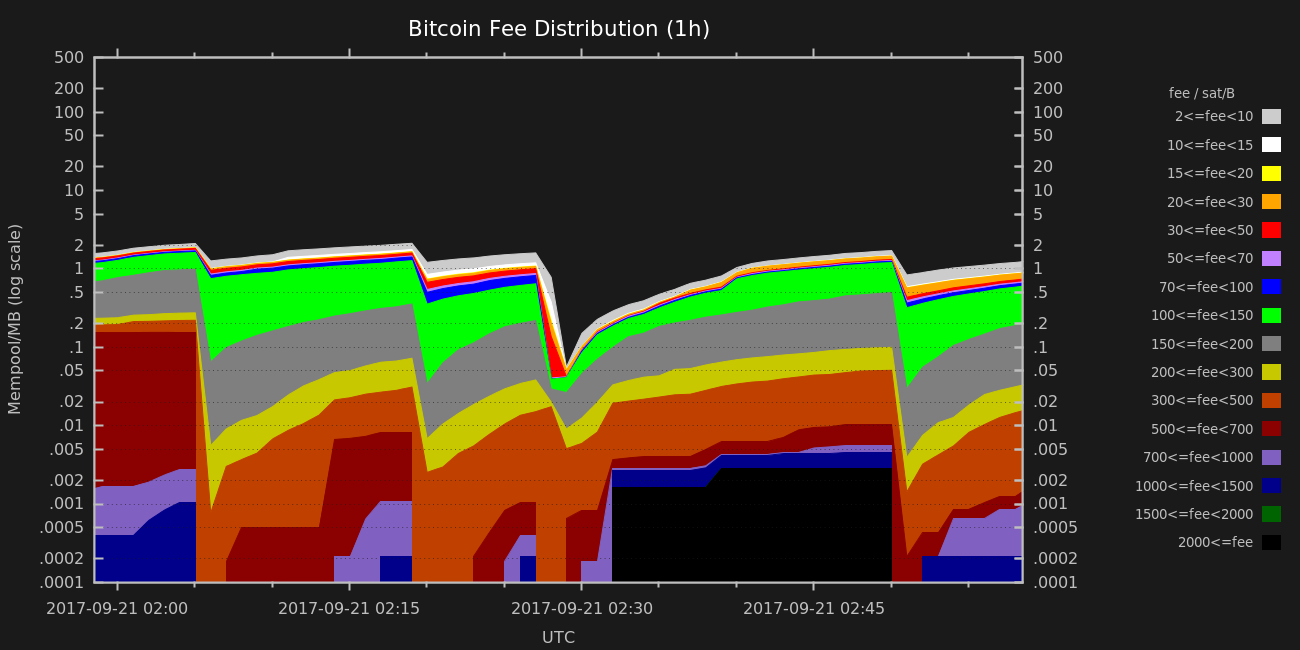 Bitcoin Fee Distribution (1h)
500 500
200 200
100 100
50 50
20 20
10 10
5 5
2 2
1 1
.5 .5
.2 .2
.1 .1
.05 .05
.02 .02
.01 .01
.005 .005
.002 .002
.001 .001
.0005 .0005
.0002 .0002
.0001 .0001
Mempool/MB (log scale)
2017-09-21 02:00 2017-09-21 02:15 2017-09-21 02:30 2017-09-21 02:45
UTC
fee / sat/B
2<=fee<10
10<=fee<15
15<=fee<20
20<=fee<30
30<=fee<50
50<=fee<70
70<=fee<100
100<=fee<150
150<=fee<200
200<=fee<300
300<=fee<500
500<=fee<700
700<=fee<1000
1000<=fee<1500
1500<=fee<2000
2000<=fee